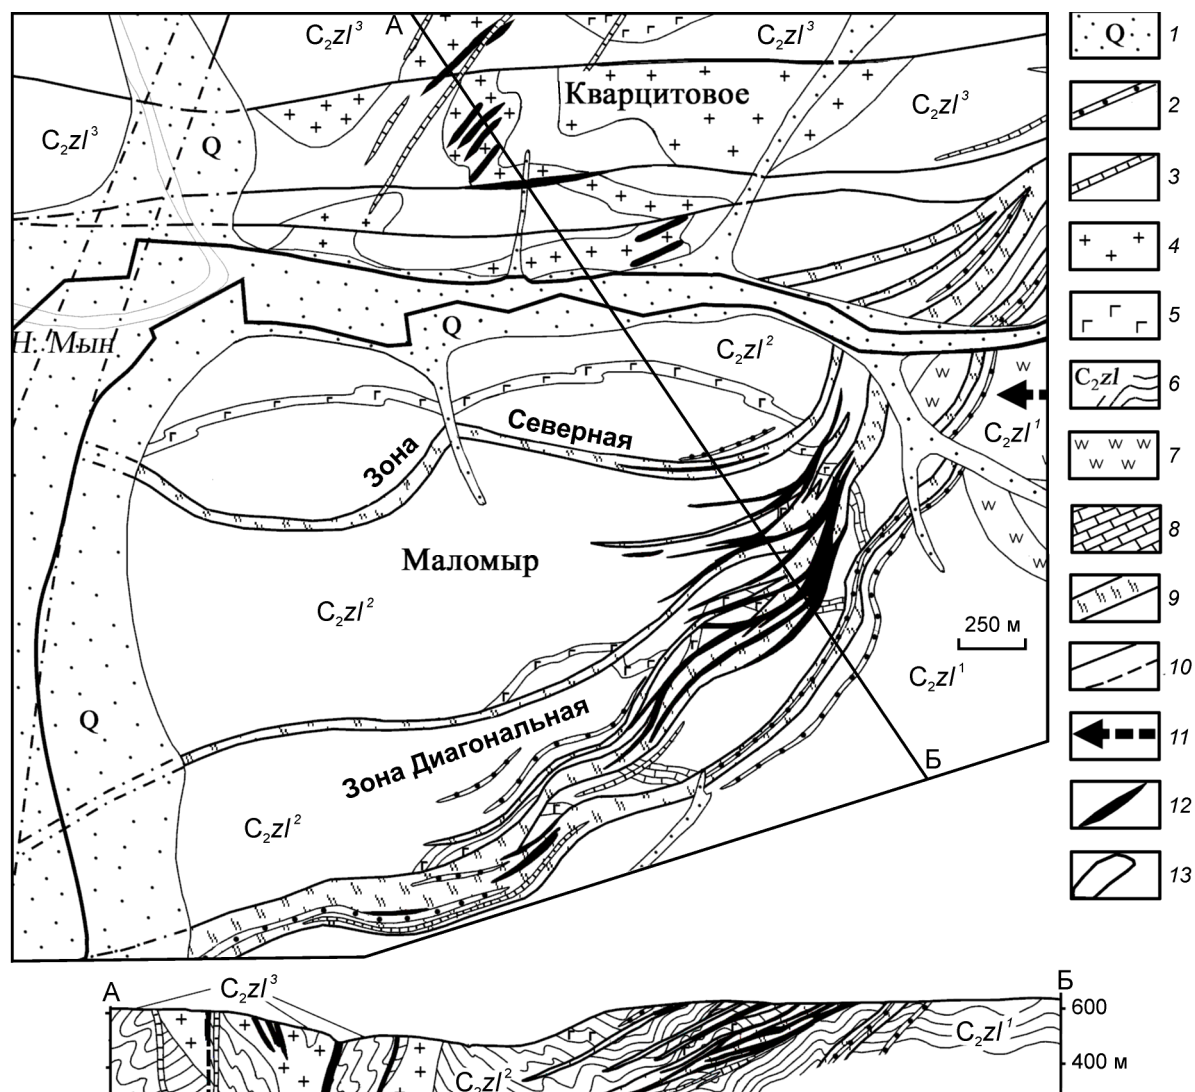 C₂zl³
А
C₂zl³
Кварцитовое
C₂zl³
C₂zl³
Q
Н. Мын
Q
C₂zl²
Северная
Зона
C₂zl¹
Маломыр
C₂zl²
250 м
C₂zl¹
Q
Зона Диагональная
Б
C₂zl²
Q 1
2
3
4
5
C₂zl 6
7
8
9
10
11
12
13
А
C₂zl³
Б
600
C₂zl¹
400 м
C₂zl²